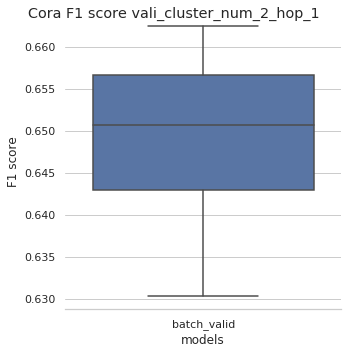 Cora F1 score vali_cluster_num_2_hop_1
0.660
0.655
0.650
0.645
0.640
0.635
0.630
F1 score
batch_valid
models